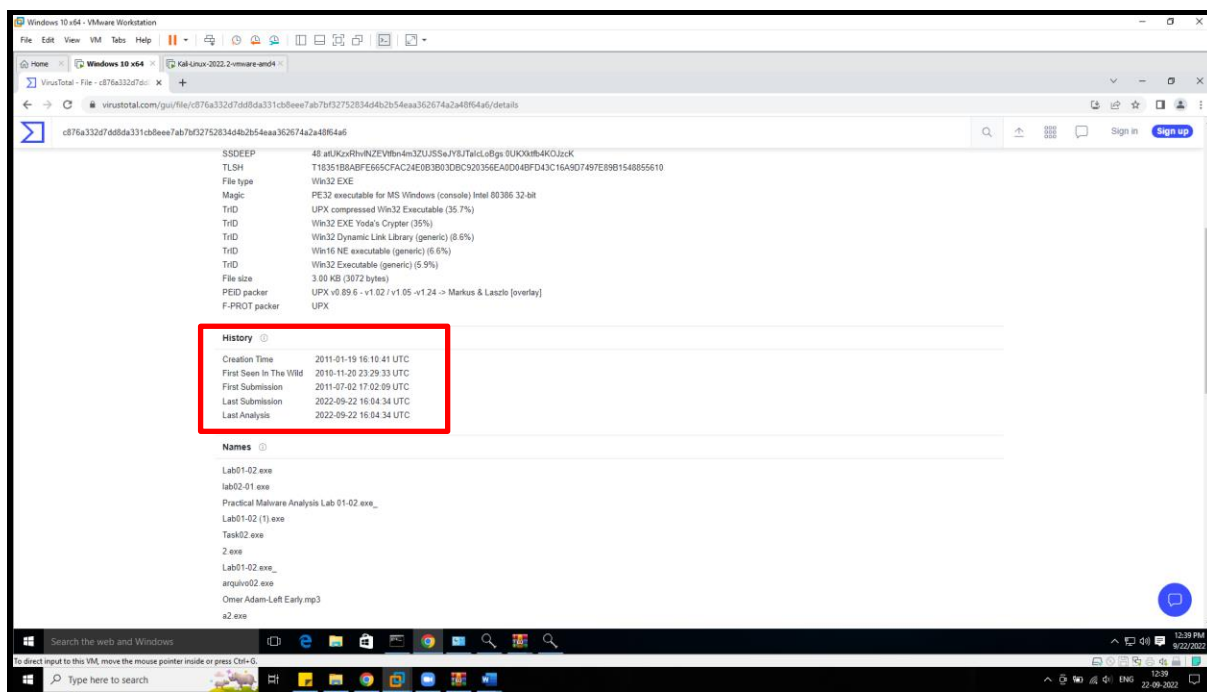 Windows 10 x64 - VMware Workstation
File Edit View VM Tabs Help
Home Windows 10 x64 Kali-Linux-2022.2-vmware-amd4
VirusTotal - File - c876a332d7dd
virustotal.com/gui/file/c876a332d7dd8da331cb8eee7ab7bf32752834d4b2b54eaa362674a2a48f64a6/details
c876a332d7dd8da331cb8eee7ab7bf32752834d4b2b54eaa362674a2a48f64a6 Sign in Sign up
SSDEEP
TLSH
File type Win32 EXE
Magic PE32 executable for MS Windows (console) Intel 80386 32-bit
TrID UPX compressed Win32 Executable (35.7%)
TrID Win32 EXE Yoda's Crypter (35%)
TrID Win32 Dynamic Link Library (generic) (8.6%)
TrID Win16 NE executable (generic) (6.6%)
TrID Win32 Executable (generic) (5.9%)
File size 3.00 KB (3072 bytes)
PEiD packer UPX v0.89.6 - v1.02 / v1.05 -v1.24 -> Markus & Laszlo [overlay]
F-PROT packer UPX
History
Creation Time 2011-01-19 16:10:41 UTC
First Seen In The Wild 2010-11-20 23:29:33 UTC
First Submission 2011-07-02 17:02:09 UTC
Last Submission 2022-09-22 16:04:34 UTC
Last Analysis 2022-09-22 16:04:34 UTC
Names
Lab01-02.exe
lab02-01.exe
Practical Malware Analysis Lab 01-02.exe_
Lab01-02 (1).exe
Task02.exe
2.exe
Lab01-02.exe_
arquivo02.exe
Omer Adam-Left Early.mp3
a2.exe
Search the web and Windows 12:39 PM
9/22/2022
To direct input to this VM, move the mouse pointer inside or press Ctrl+G.
Type here to search ENG 12:39
22-09-2022